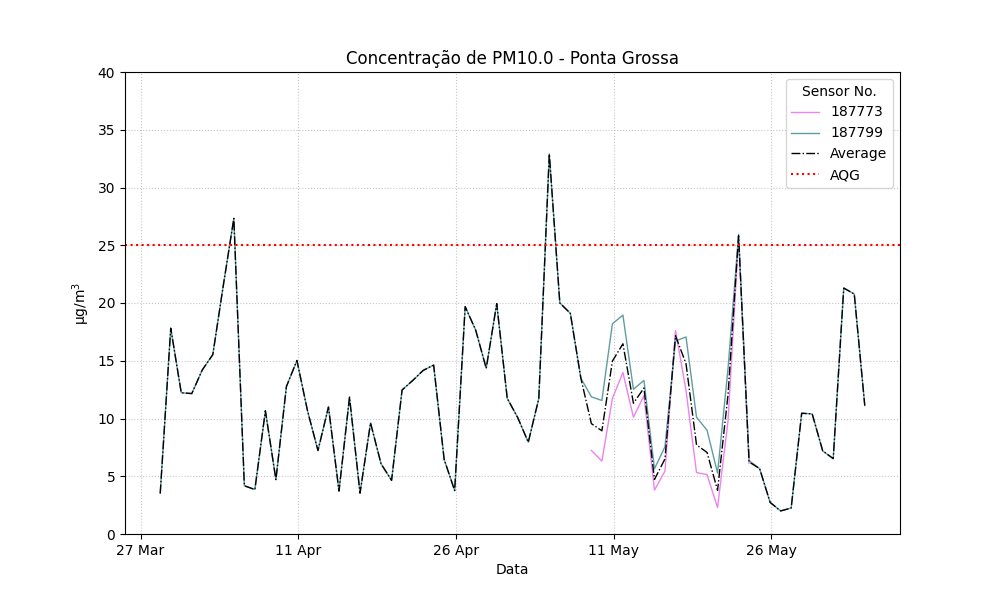 Concentração de PM10.0 - Ponta Grossa
40
35
30
25
20
15
10
5
0
µg/m³
27 Mar
11 Apr
26 Apr
11 May
26 May
Data
Sensor No.
187773
187799
Average
AQG